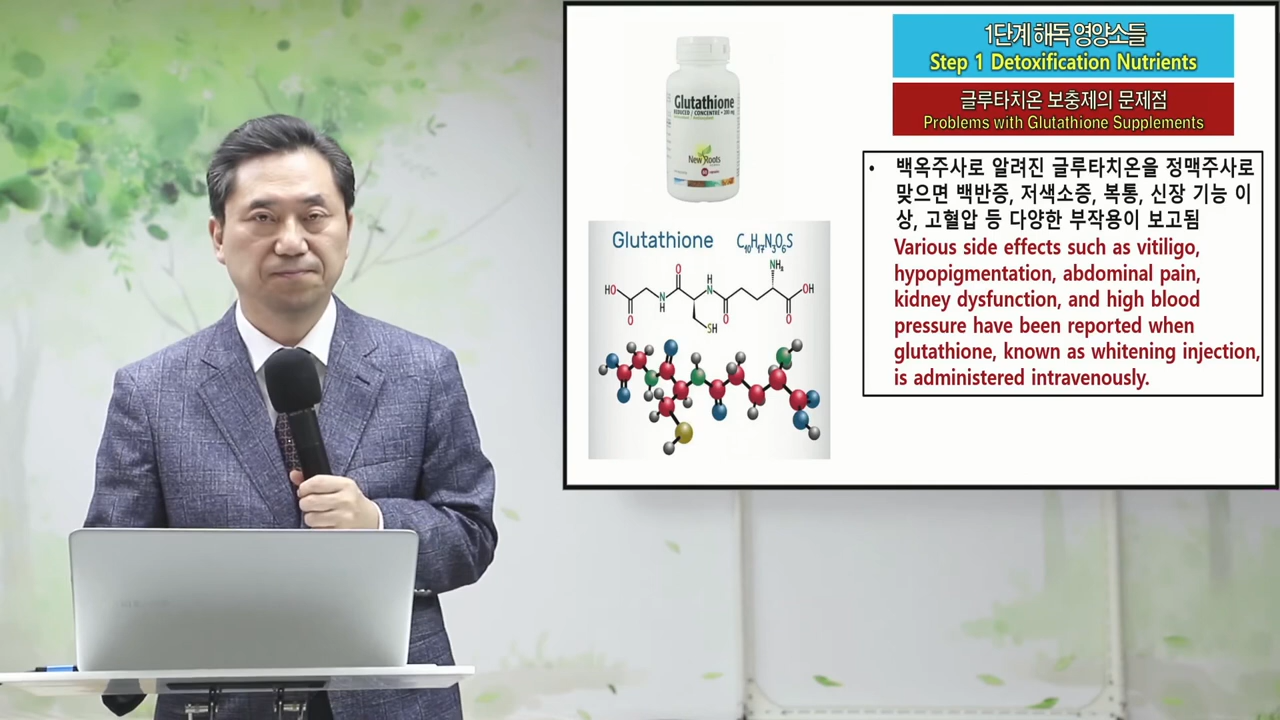 1단계 해독 영양소들
Step 1 Detoxification Nutrients
글루타치온 보충제의 문제점
Problems with Glutathione Supplements
Glutathione
REDUCED / CONCENTRÉ • 200 mg
New Roots
Glutathione C10H17N3O6S
NH2
O
H
HO
N
O
OH
N
H
O
SH
O
O
• 백옥주사로 알려진 글루타치온을 정맥주사로
맞으면 백반증, 저색소증, 복통, 신장 기능 이
상, 고혈압 등 다양한 부작용이 보고됨
Various side effects such as vitiligo,
hypopigmentation, abdominal pain,
kidney dysfunction, and high blood
pressure have been reported when
glutathione, known as whitening injection,
is administered intravenously.